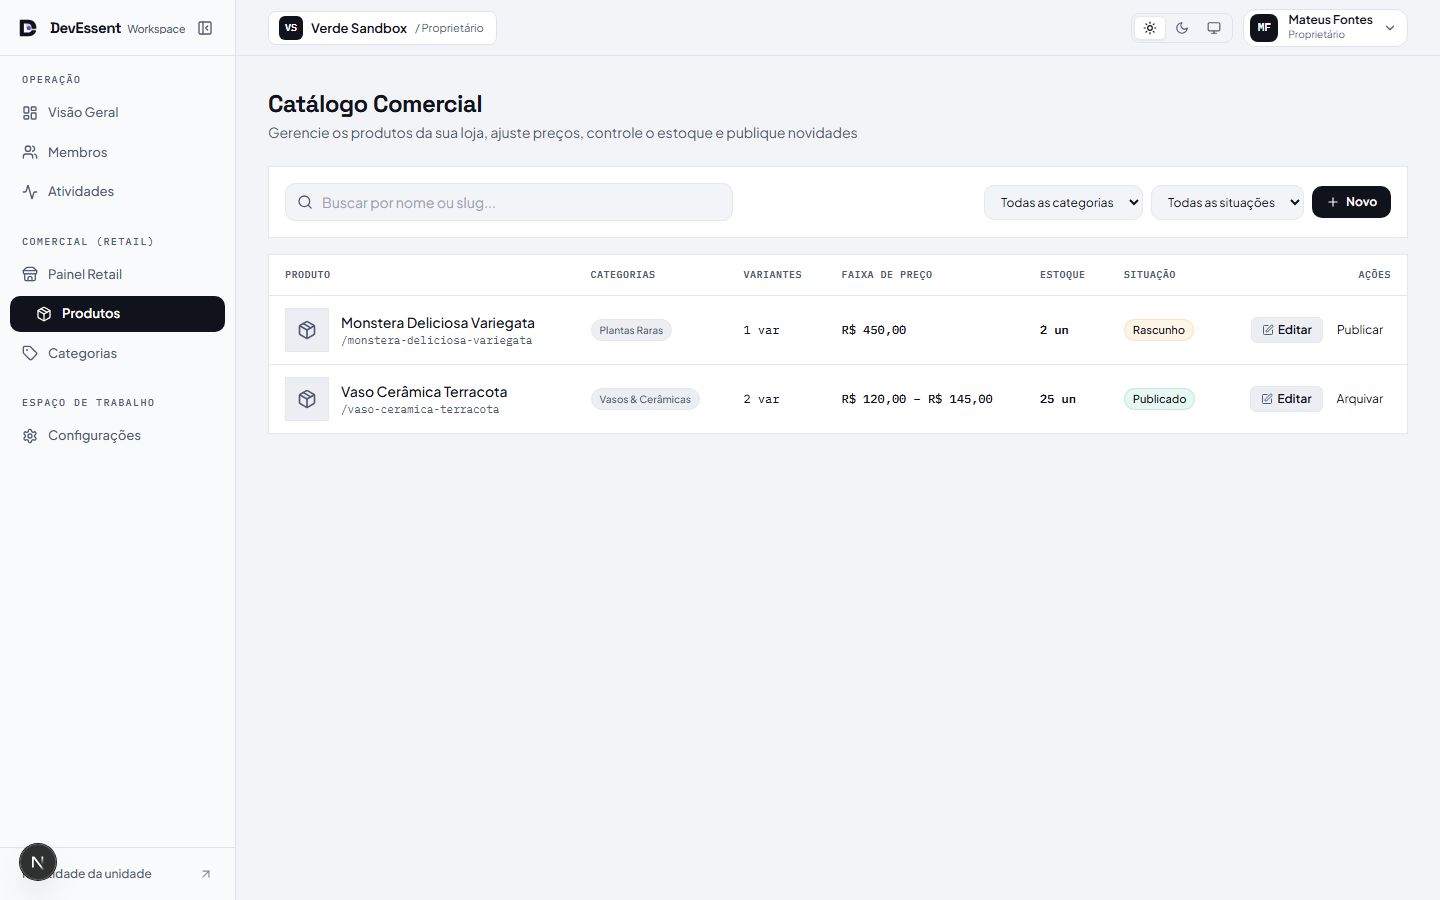 DevEssent Workspace
VS Verde Sandbox / Proprietário
MF Mateus Fontes
Proprietário
OPERAÇÃO
Visão Geral
Membros
Atividades
COMERCIAL (RETAIL)
Painel Retail
Produtos
Categorias
ESPAÇO DE TRABALHO
Configurações
idade da unidade
N
Catálogo Comercial
Gerencie os produtos da sua loja, ajuste preços, controle o estoque e publique novidades
Buscar por nome ou slug...
Todas as categorias
Todas as situações
+ Novo
PRODUTO CATEGORIAS VARIANTES FAIXA DE PREÇO ESTOQUE SITUAÇÃO AÇÕES
Monstera Deliciosa Variegata
/monstera-deliciosa-variegata
Plantas Raras 1 var R$ 450,00 2 un Rascunho Editar Publicar
Vaso Cerâmica Terracota
/vaso-ceramica-terracota
Vasos & Cerâmicas 2 var R$ 120,00 – R$ 145,00 25 un Publicado Editar Arquivar